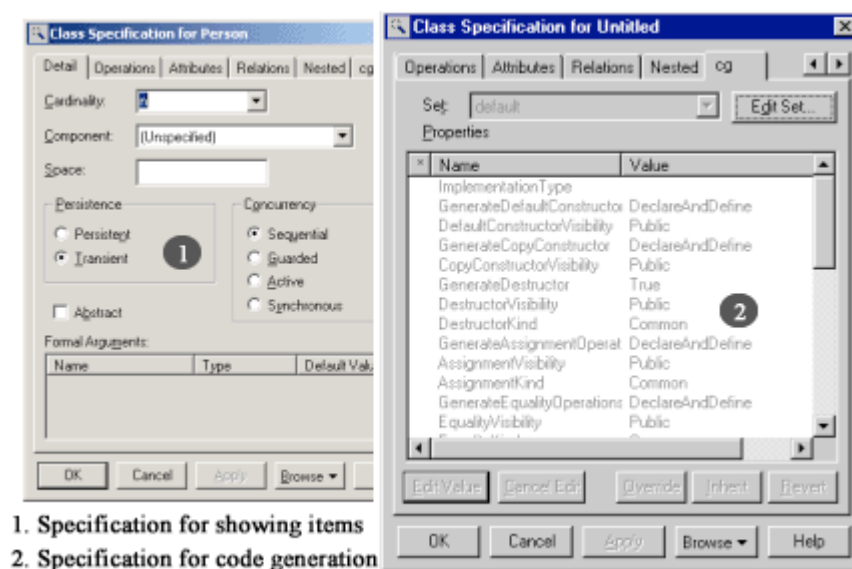 Class Specification for Person
Detail Operations Attributes Relations Nested cg
Cardinality: n
Component: (Unspecified)
Space:
Persistence
Persistent
Transient
1
Concurrency
Sequential
Guarded
Active
Synchronous
Abstract
Formal Arguments:
Name Type Default Valu
OK Cancel Apply Browse
1. Specification for showing items
2. Specification for code generation
Class Specification for Untitled
Operations Attributes Relations Nested cg
Set: default Edit Set...
Properties
* Name Value
ImplementationType
GenerateDefaultConstructor DeclareAndDefine
DefaultConstructorVisibility Public
GenerateCopyConstructor DeclareAndDefine
CopyConstructorVisibility Public
GenerateDestructor True
DestructorVisibility Public
DestructorKind Common
GenerateAssignmentOperat DeclareAndDefine
AssignmentVisibility Public
AssignmentKind Common
GenerateEqualityOperations DeclareAndDefine
EqualityVisibility Public
2
Edit Value Cancel Edit Override Inherit Revert
OK Cancel Apply Browse Help